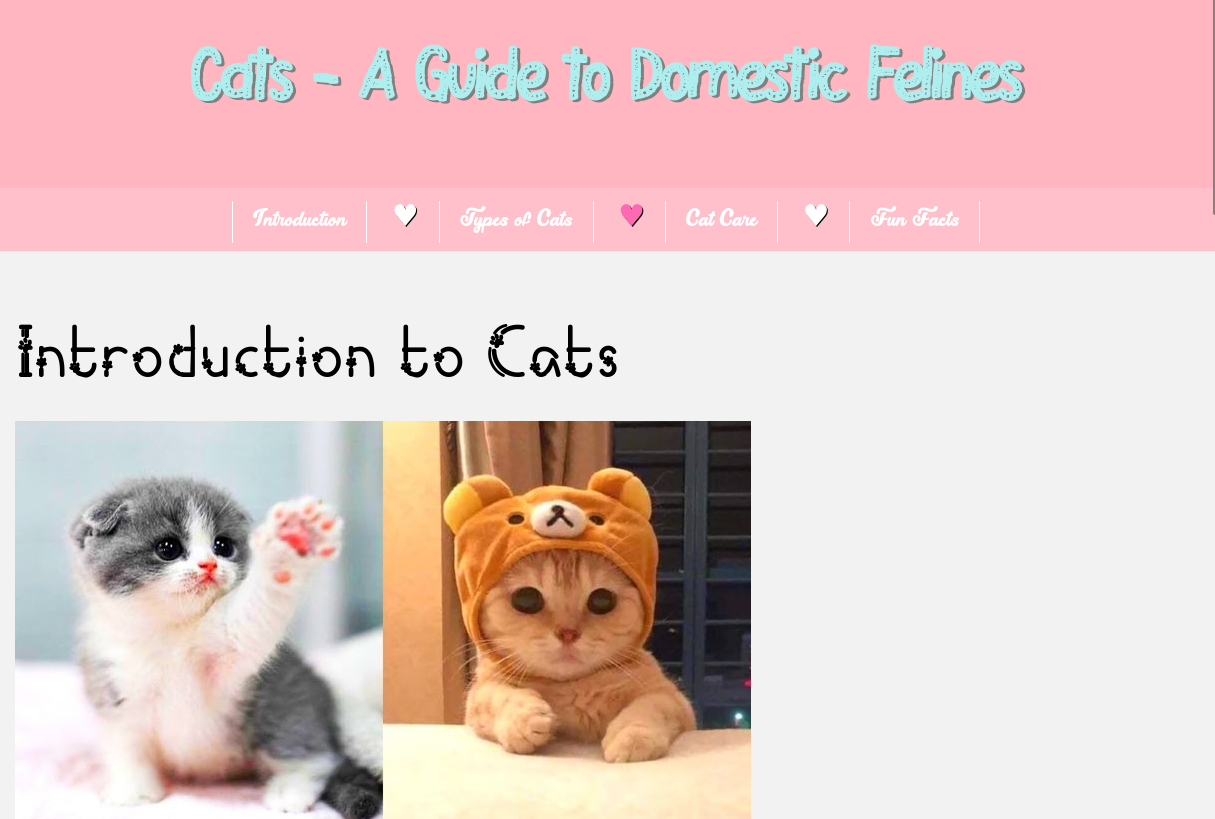 Cats - A Guide to Domestic Felines
Introduction ♥ Types of Cats ♥ Cat Care ♥ Fun Facts
Introduction to Cats